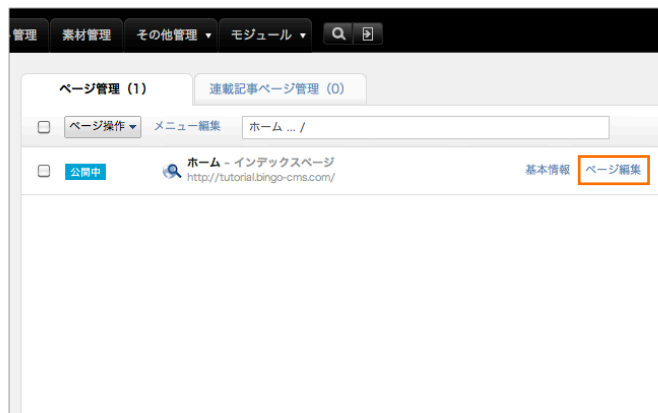 管理 素材管理 その他管理 ▼ モジュール ▼
ページ管理（1） 連載記事ページ管理（0）
ページ操作▼ メニュー編集 ホーム ... /
公開中 ホーム - インデックスページ 基本情報 ページ編集
http://tutorial.bingo-cms.com/